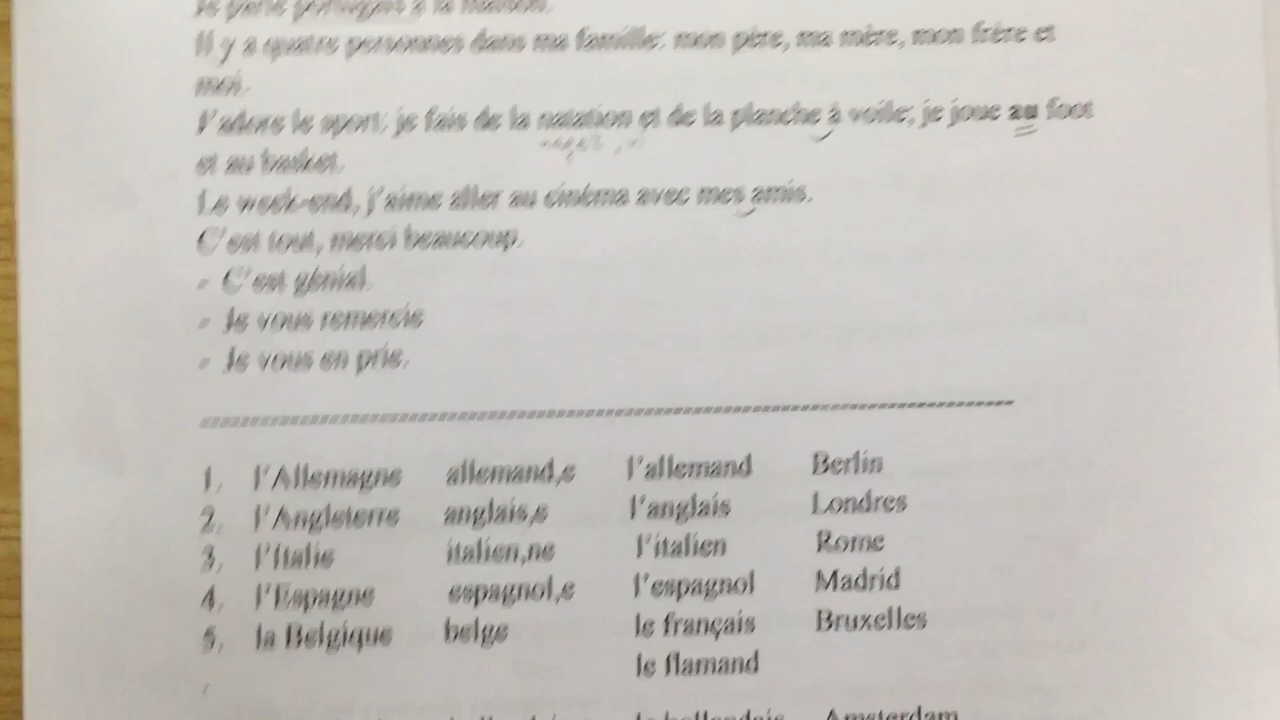 Il y a quatre personnes dans ma famille: mon père, ma mère, mon frère et
moi.
J'adore le sport: je fais de la natation et de la planche à voile; je joue au foot
et au basket.
Le week-end, j'aime aller au cinéma avec mes amis.
C'est tout, merci beaucoup.
- C'est génial.
- Je vous remercie
- Je vous en prie.
1. l'Allemagne allemand,e l'allemand Berlin
2. l'Angleterre anglais,e l'anglais Londres
3. l'Italie italien,ne l'italien Rome
4. l'Espagne espagnol,e l'espagnol Madrid
5. la Belgique belge le français Bruxelles
le flamand
le hollandais Amsterdam